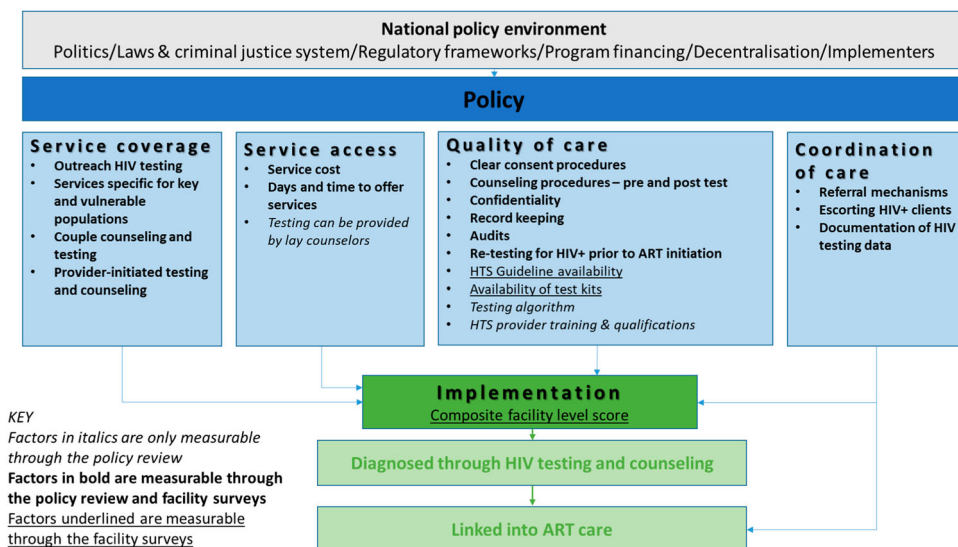 National policy environment
Politics/Laws & criminal justice system/Regulatory frameworks/Program financing/Decentralisation/Implementers
Policy
Service coverage
• Outreach HIV testing
• Services specific for key
and vulnerable
populations
• Couple counseling and
testing
• Provider-initiated testing
and counseling
Service access
• Service cost
• Days and time to offer
services
• Testing can be provided
by lay counselors
Quality of care
• Clear consent procedures
• Counseling procedures – pre and post test
• Confidentiality
• Record keeping
• Audits
• Re-testing for HIV+ prior to ART initiation
• HTS Guideline availability
• Availability of test kits
• Testing algorithm
• HTS provider training & qualifications
Coordination
of care
• Referral mechanisms
• Escorting HIV+ clients
• Documentation of HIV
testing data
Implementation
Composite facility level score
Diagnosed through HIV testing and counseling
Linked into ART care
KEY
Factors in italics are only measurable
through the policy review
Factors in bold are measurable through
the policy review and facility surveys
Factors underlined are measurable
through the facility surveys